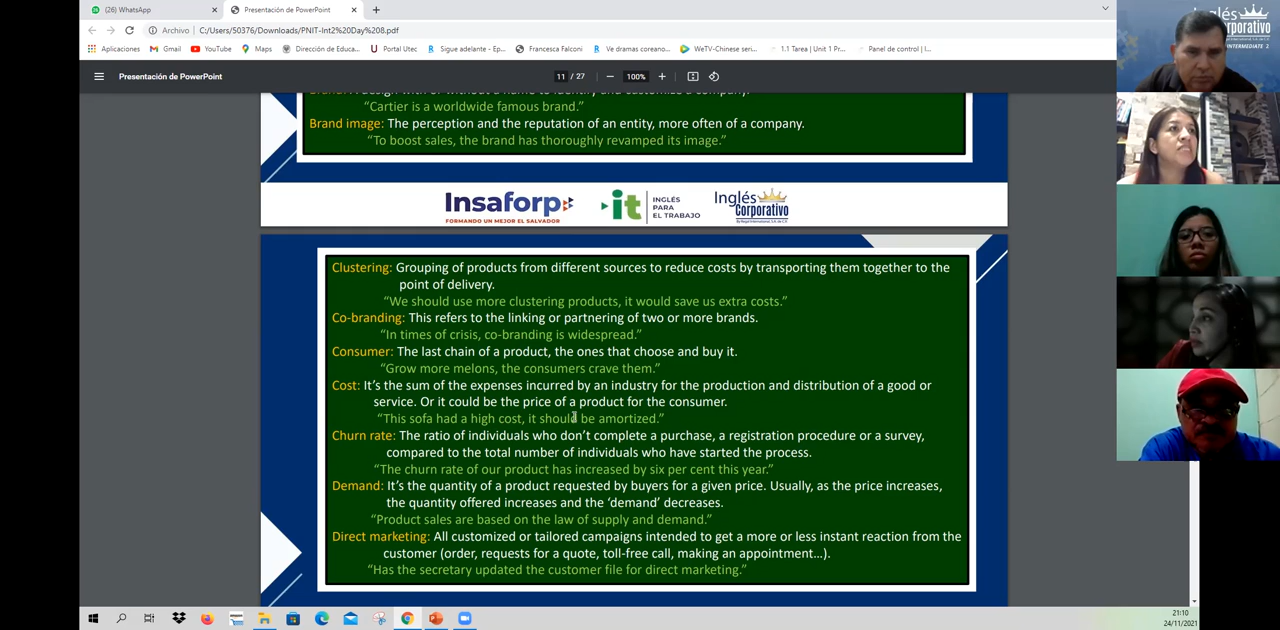 (26) WhatsApp
Presentación de PowerPoint
Archivo
C:/Users/50376/Downloads/PNIT-Int2%20Day%208.pdf
Aplicaciones
Gmail
YouTube
Maps
Dirección de Educa...
Portal Utec
Sigue adelante - Ep...
Francesca Falconi
Ve dramas coreano...
WeTV-Chinese seri...
1.1 Tarea | Unit 1 Pr...
Panel de control | I...
Presentación de PowerPoint
11 / 27
100%
"Cartier is a worldwide famous brand."
Brand image: The perception and the reputation of an entity, more often of a company.
"To boost sales, the brand has thoroughly revamped its image."
Insaforp
FORMANDO UN MEJOR EL SALVADOR
it
INGLÉS
PARA
EL TRABAJO
Inglés
Corporativo
Clustering: Grouping of products from different sources to reduce costs by transporting them together to the
point of delivery.
"We should use more clustering products, it would save us extra costs."
Co-branding: This refers to the linking or partnering of two or more brands.
"In times of crisis, co-branding is widespread."
Consumer: The last chain of a product, the ones that choose and buy it.
"Grow more melons, the consumers crave them."
Cost: It's the sum of the expenses incurred by an industry for the production and distribution of a good or
service. Or it could be the price of a product for the consumer.
"This sofa had a high cost, it should be amortized."
Churn rate: The ratio of individuals who don't complete a purchase, a registration procedure or a survey,
compared to the total number of individuals who have started the process.
"The churn rate of our product has increased by six per cent this year."
Demand: It's the quantity of a product requested by buyers for a given price. Usually, as the price increases,
the quantity offered increases and the 'demand' decreases.
"Product sales are based on the law of supply and demand."
Direct marketing: All customized or tailored campaigns intended to get a more or less instant reaction from the
customer (order, requests for a quote, toll-free call, making an appointment...).
"Has the secretary updated the customer file for direct marketing."
Inglés
INTERMEDIATE 2
21:10
24/11/2021